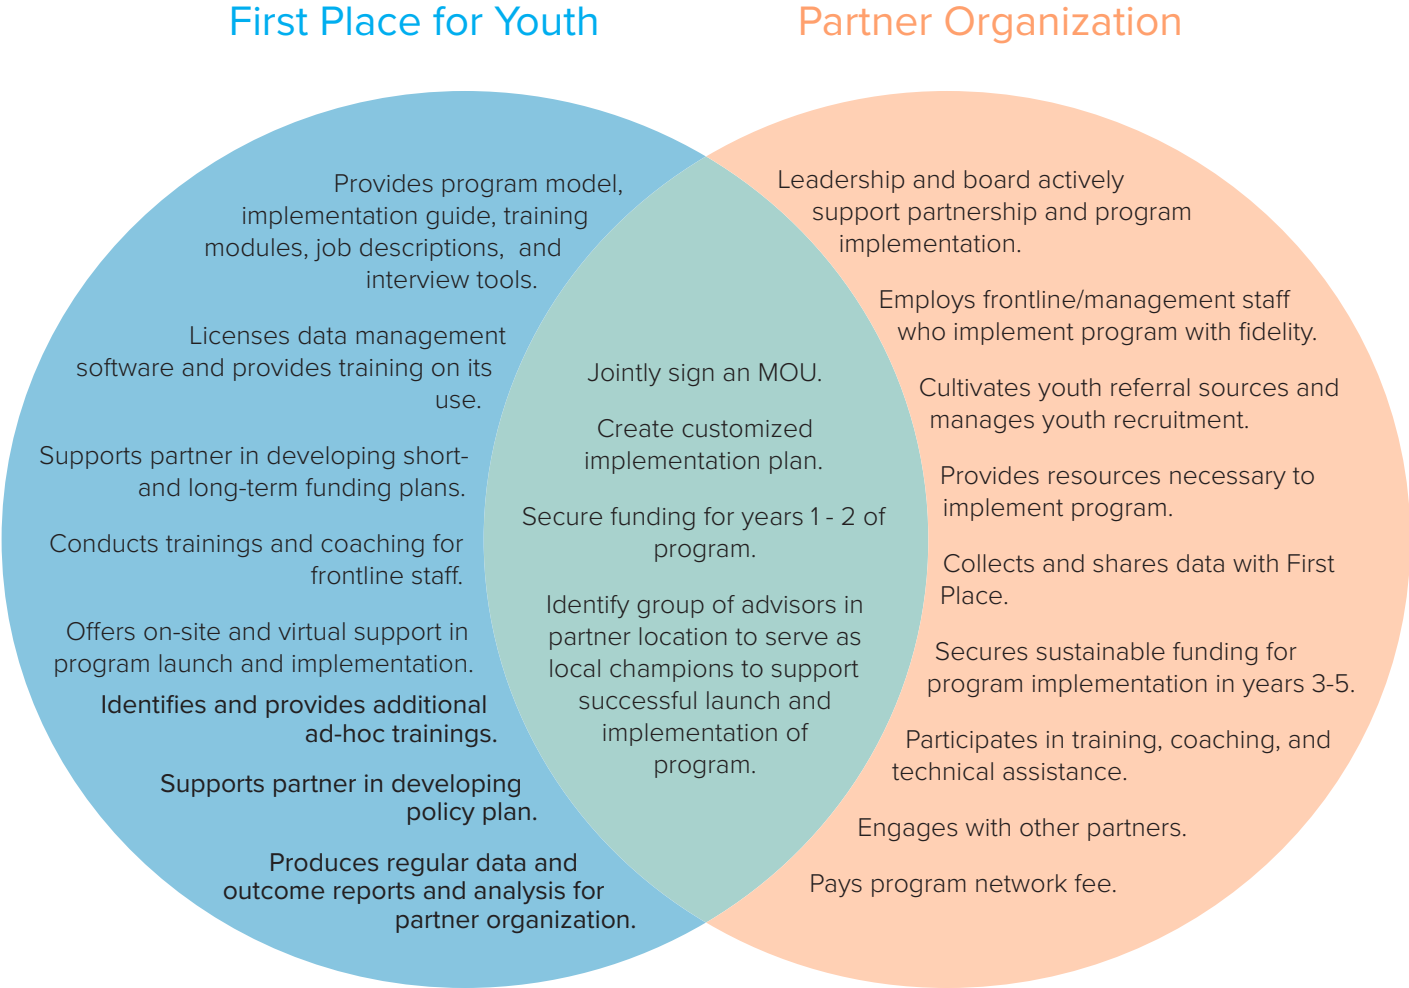 First Place for Youth
Partner Organization
Provides program model,
implementation guide, training
modules, job descriptions, and
interview tools.
Licenses data management
software and provides training on its
use.
Supports partner in developing short-
and long-term funding plans.
Conducts trainings and coaching for
frontline staff.
Offers on-site and virtual support in
program launch and implementation.
Identifies and provides additional
ad-hoc trainings.
Supports partner in developing
policy plan.
Produces regular data and
outcome reports and analysis for
partner organization.
Jointly sign an MOU.
Create customized
implementation plan.
Secure funding for years 1 - 2 of
program.
Identify group of advisors in
partner location to serve as
local champions to support
successful launch and
implementation of
program.
Leadership and board actively
support partnership and program
implementation.
Employs frontline/management staff
who implement program with fidelity.
Cultivates youth referral sources and
manages youth recruitment.
Provides resources necessary to
implement program.
Collects and shares data with First
Place.
Secures sustainable funding for
program implementation in years 3-5.
Participates in training, coaching, and
technical assistance.
Engages with other partners.
Pays program network fee.